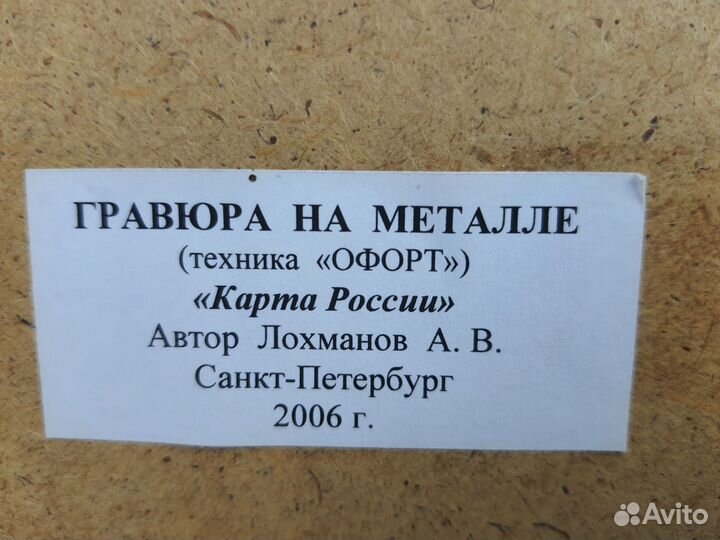 ГРАВЮРА НА МЕТАЛЛЕ
(техника «ОФОРТ»)
«Карта России»
Автор Лохманов А. В.
Санкт-Петербург
2006 г.
Avito